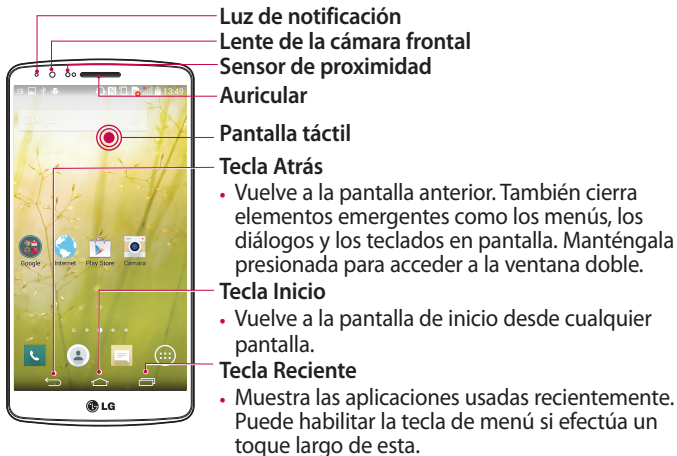 Luz de notificación
Lente de la cámara frontal
Sensor de proximidad
Auricular
Pantalla táctil
Tecla Atrás
• Vuelve a la pantalla anterior. También cierra
elementos emergentes como los menús, los
diálogos y los teclados en pantalla. Manténgala
presionada para acceder a la ventana doble.
Tecla Inicio
• Vuelve a la pantalla de inicio desde cualquier
pantalla.
Tecla Reciente
• Muestra las aplicaciones usadas recientemente.
Puede habilitar la tecla de menú si efectúa un
toque largo de esta.
13:49
Google
Google Internet Play Store Cámara
LG